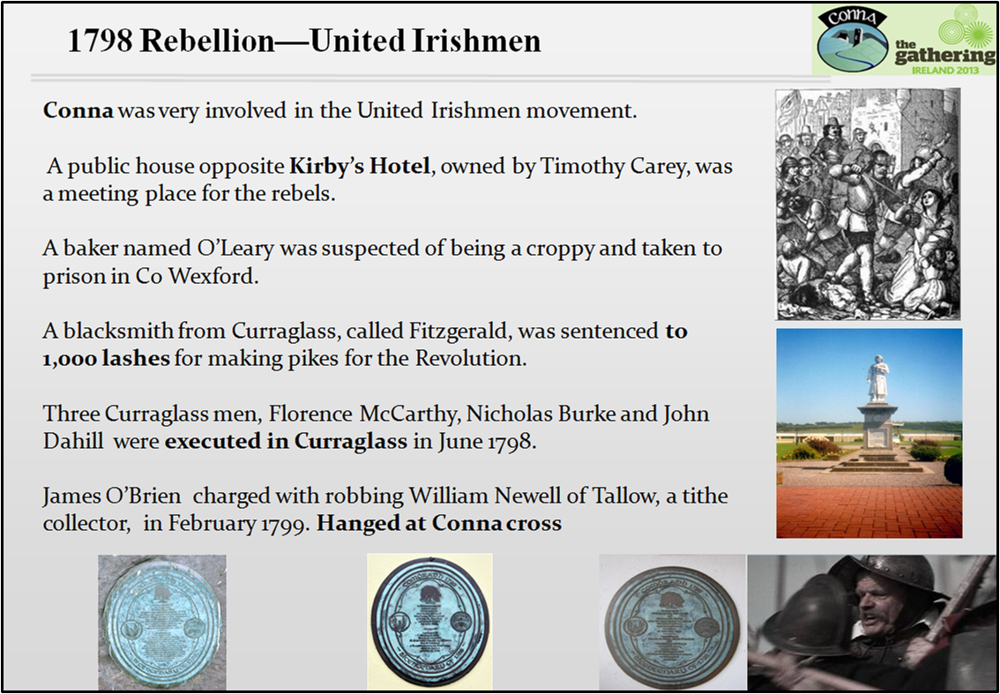 1798 Rebellion—United Irishmen
CONNA
the
gathering
IRELAND 2013
Conna was very involved in the United Irishmen movement.
A public house opposite Kirby’s Hotel, owned by Timothy Carey, was
a meeting place for the rebels.
A baker named O’Leary was suspected of being a croppy and taken to
prison in Co Wexford.
A blacksmith from Curraglass, called Fitzgerald, was sentenced to
1,000 lashes for making pikes for the Revolution.
Three Curraglass men, Florence McCarthy, Nicholas Burke and John
Dahill were executed in Curraglass in June 1798.
James O’Brien charged with robbing William Newell of Tallow, a tithe
collector, in February 1799. Hanged at Conna cross